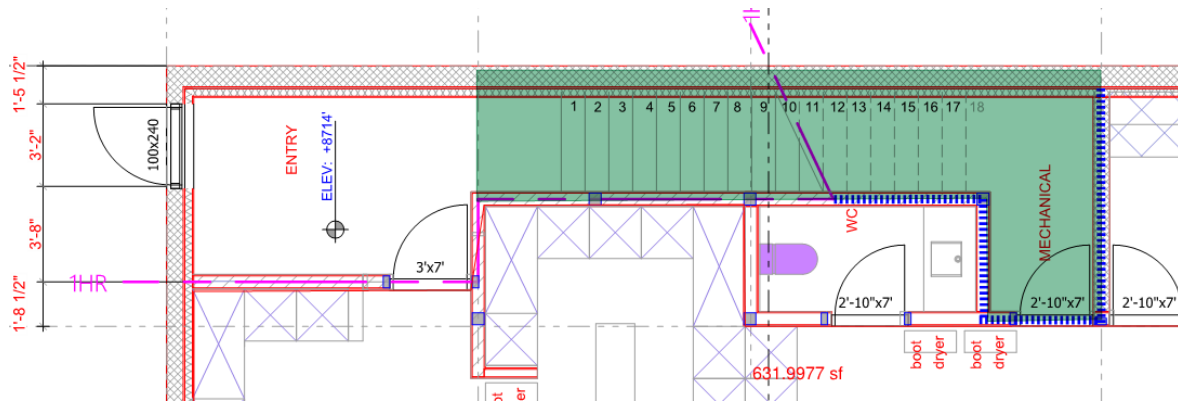 1H
1'-5 1/2"
3'-2"
3'-8"
1'-8 1/2"
100x240
ENTRY
ELEV: +8714'
1 2 3 4 5 6 7 8 9 10 11 12 13 14 15 16 17 18
WC
MECHANICAL
1HR
3'x7'
2'-10"x7'
2'-10"x7'
2'-10"x7'
boot
dryer
boot
dryer
631.9977 sf
dryer